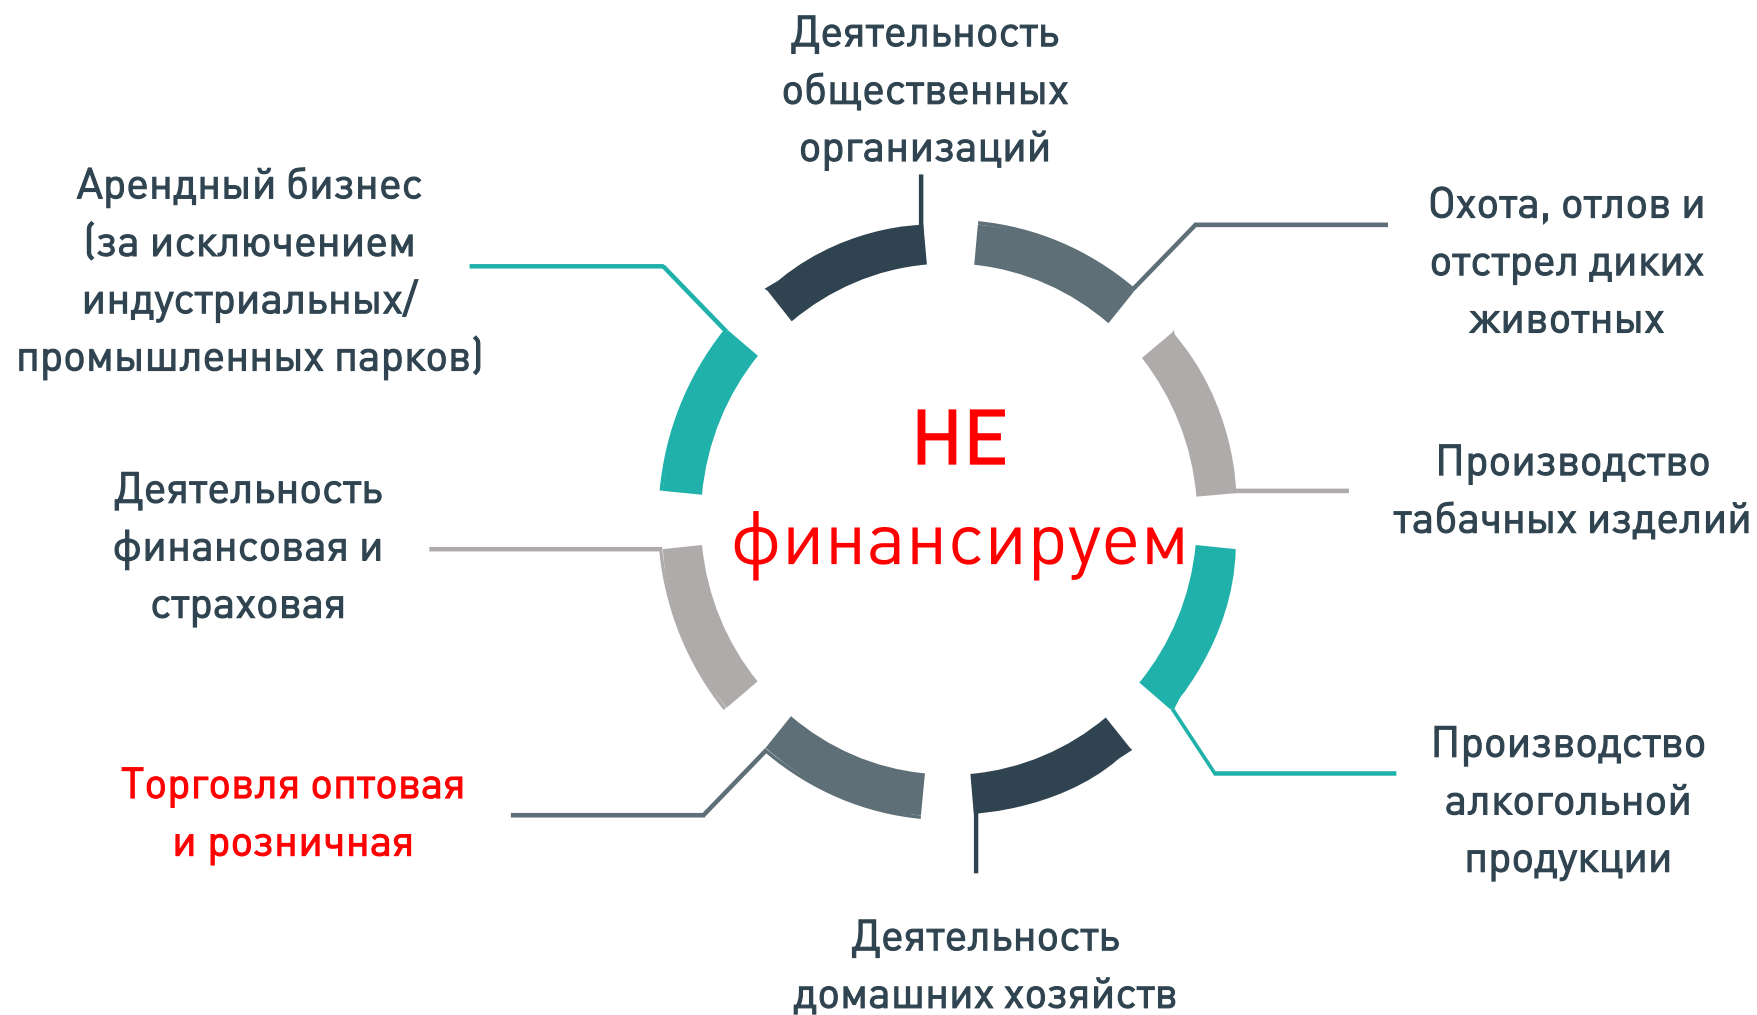 Деятельность
общественных
организаций
Арендный бизнес
(за исключением
индустриальных/
промышленных парков)
Охота, отлов и
отстрел диких
животных
НЕ
финансируем
Деятельность
финансовая и
страховая
Производство
табачных изделий
Торговля оптовая
и розничная
Производство
алкогольной
продукции
Деятельность
домашних хозяйств